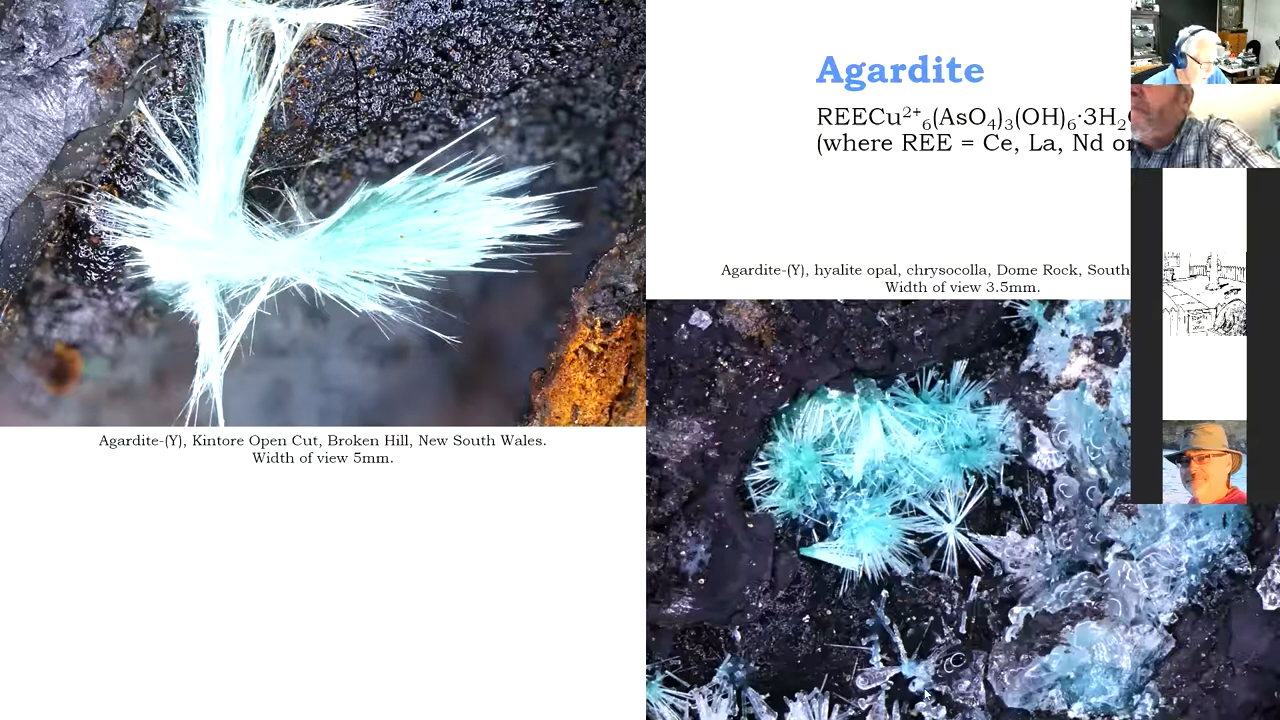 Agardite
REECu²⁺₆(AsO₄)₃(OH)₆·3H₂
(where REE = Ce, La, Nd or
Agardite-(Y), hyalite opal, chrysocolla, Dome Rock, South
Width of view 3.5mm.
Agardite-(Y), Kintore Open Cut, Broken Hill, New South Wales.
Width of view 5mm.